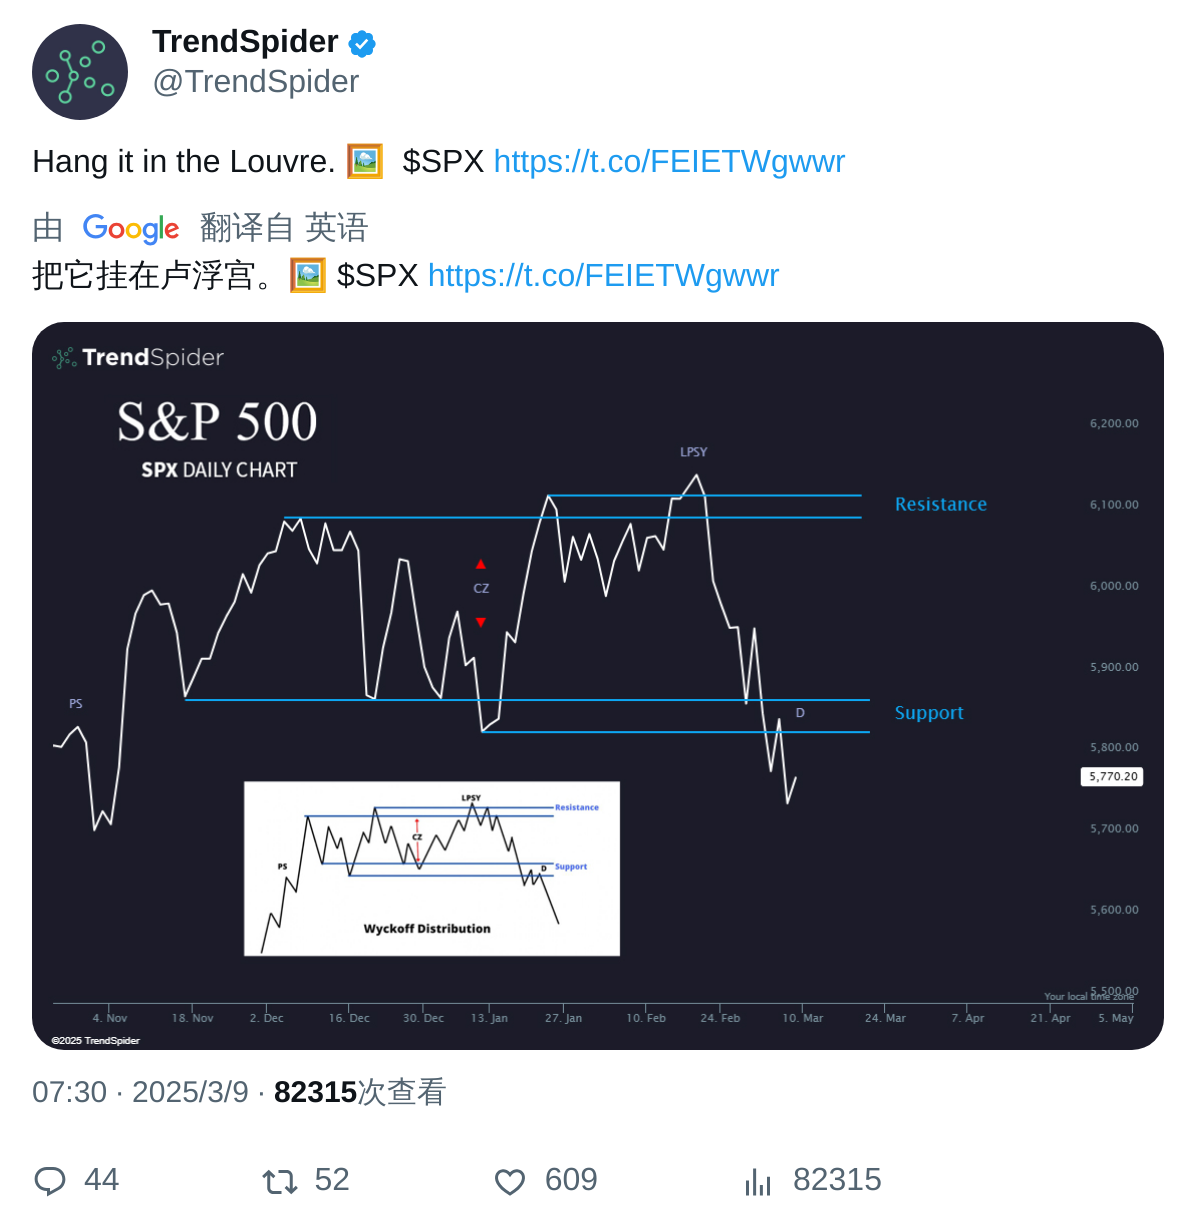 TrendSpider
@TrendSpider
Hang it in the Louvre. 🖼️ $SPX https://t.co/FEIETWgwwr
由 Google 翻译自 英语
把它挂在卢浮宫。🖼️ $SPX https://t.co/FEIETWgwwr
TrendSpider
S&P 500
SPX DAILY CHART
6,200.00
LPSY
Resistance
6,100.00
CZ
6,000.00
5,900.00
PS
D
Support
5,800.00
5,770.20
5,700.00
LPSY
Resistance
CZ
PS
D
Support
Wyckoff Distribution
5,600.00
5,500.00
Your local time zone
4. Nov 18. Nov 2. Dec 16. Dec 30. Dec 13. Jan 27. Jan 10. Feb 24. Feb 10. Mar 24. Mar 7. Apr 21. Apr 5. May
©2025 TrendSpider
07:30 · 2025/3/9 · 82315次查看
44 52 609 82315